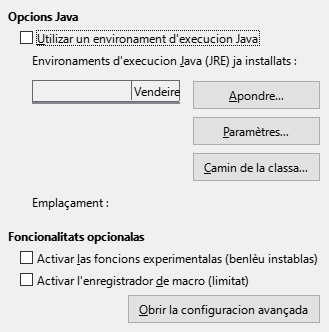 Opcions Java
Utilizar un environament d'execucion Java
Environaments d'execucion Java (JRE) ja installats :
Vendeire
Apondre...
Paramètres...
Camin de la classa...
Emplaçament :
Foncionalitats opcionalas
Activar las foncions experimentalas (benlèu instablas)
Activar l'enregistrador de macro (limitat)
Obrir la configuracion avançada